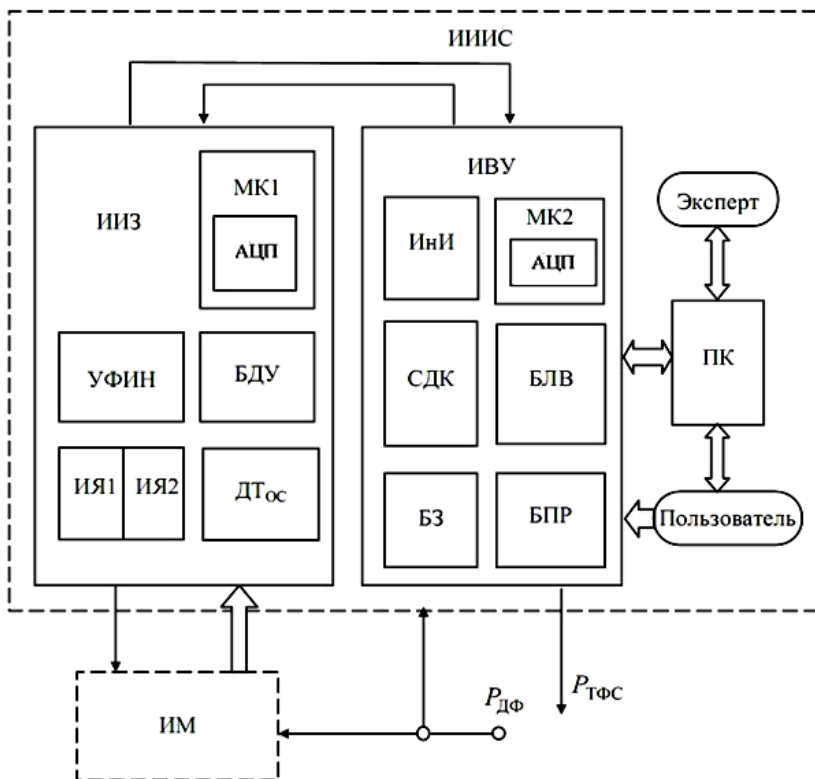 ИИИС
ИВУ
МК1
ИИЗ
АЦП
ИнИ
МК2
АЦП
Эксперт
УФИН
БДУ
СДК
БЛВ
ПК
ИЯ1
ИЯ2
ДТОС
БЗ
БПР
Пользователь
PДФ
PТФС
ИМ